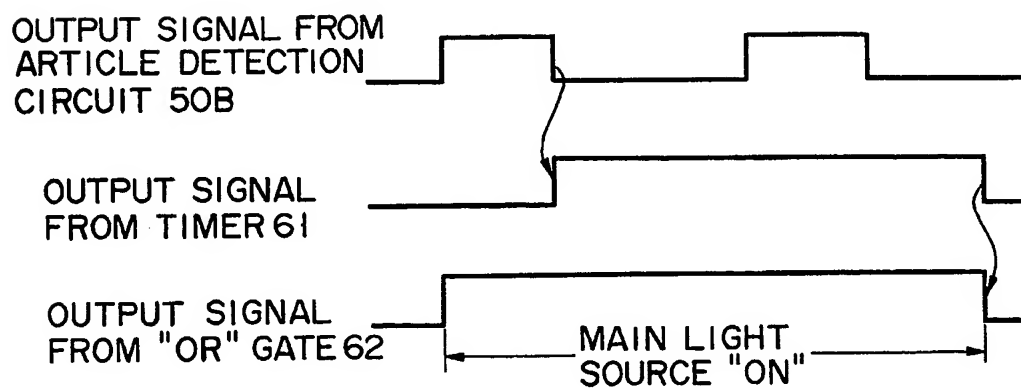 OUTPUT SIGNAL FROM
ARTICLE DETECTION
CIRCUIT 50B
OUTPUT SIGNAL
FROM TIMER 61
OUTPUT SIGNAL
FROM "OR" GATE 62
MAIN LIGHT
SOURCE "ON"